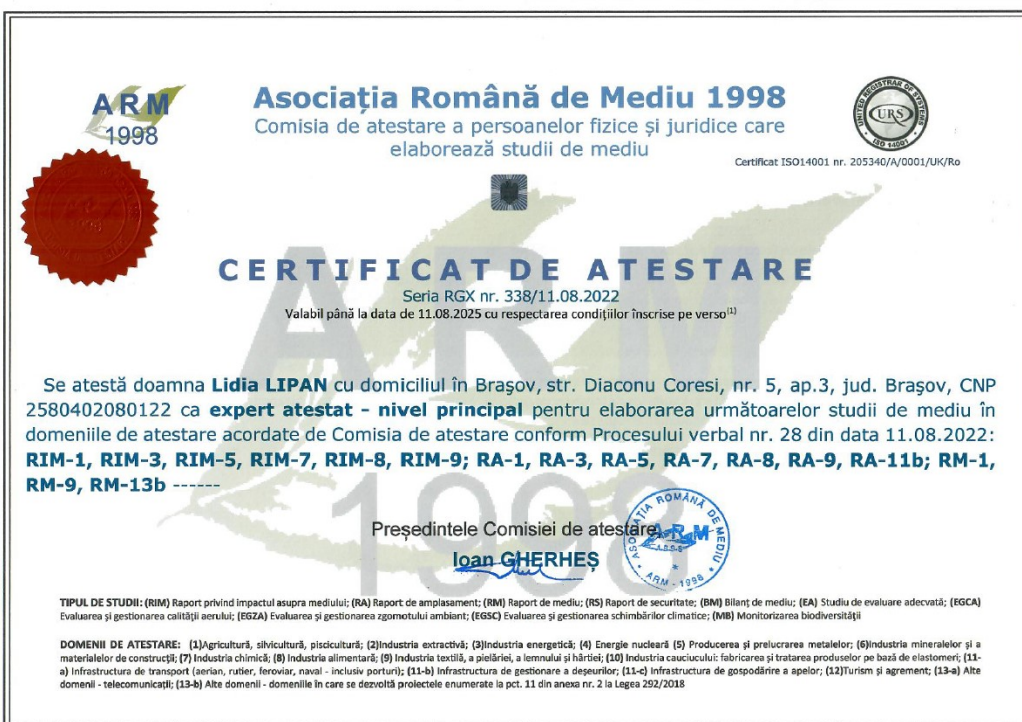 ARM
1998
Asociația Română de Mediu 1998
Comisia de atestare a persoanelor fizice și juridice care
elaborează studii de mediu
UNITED REGISTRAR OF SYSTEMS
URS
ISO 14001
Certificat ISO14001 nr. 205340/A/0001/UK/Ro
CERTIFICAT DE ATESTARE
Seria RGX nr. 338/11.08.2022
Valabil până la data de 11.08.2025 cu respectarea condițiilor înscrise pe verso(1)
Se atestă doamna Lidia LIPAN cu domiciliul în Brașov, str. Diaconu Coresi, nr. 5, ap.3, jud. Brașov, CNP
2580402080122 ca expert atestat - nivel principal pentru elaborarea următoarelor studii de mediu în
domeniile de atestare acordate de Comisia de atestare conform Procesului verbal nr. 28 din data 11.08.2022:
RIM-1, RIM-3, RIM-5, RIM-7, RIM-8, RIM-9; RA-1, RA-3, RA-5, RA-7, RA-8, RA-9, RA-11b; RM-1,
RM-9, RM-13b ------
ARM
1998
Președintele Comisiei de atestare,
Ioan GHERHEȘ
ASOCIAȚIA ROMÂNĂ DE MEDIU
ARM
ARM - 1998
TIPUL DE STUDII: (RIM) Raport privind impactul asupra mediului; (RA) Raport de amplasament; (RM) Raport de mediu; (RS) Raport de securitate; (BM) Bilanț de mediu; (EA) Studiu de evaluare adecvată; (EGCA)
Evaluarea și gestionarea calității aerului; (EGZA) Evaluarea și gestionarea zgomotului ambiant; (EGSC) Evaluarea și gestionarea schimbărilor climatice; (MB) Monitorizarea biodiversității
DOMENII DE ATESTARE: (1)Agricultură, silvicultură, piscicultură; (2)Industria extractivă; (3)Industria energetică; (4) Energie nucleară (5) Producerea și prelucrarea metalelor; (6)Industria mineralelor și a
materialelor de construcții; (7) Industria chimică; (8) Industria alimentară; (9) Industria textilă, a pielăriei, a lemnului și hârtiei; (10) Industria cauciucului: fabricarea și tratarea produselor pe bază de elastomeri; (11-
a) Infrastructura de transport (aerian, rutier, feroviar, naval - inclusiv porturi); (11-b) Infrastructura de gestionare a deșeurilor; (11-c) Infrastructura de gospodărire a apelor; (12)Turism și agrement; (13-a) Alte
domenii - telecomunicații; (13-b) Alte domenii - domeniile în care se dezvoltă proiectele enumerate la pct. 11 din anexa nr. 2 la Legea 292/2018